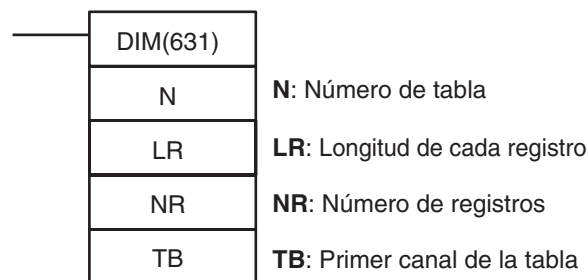 DIM(631)
N
N: Número de tabla
LR
LR: Longitud de cada registro
NR
NR: Número de registros
TB
TB: Primer canal de la tabla